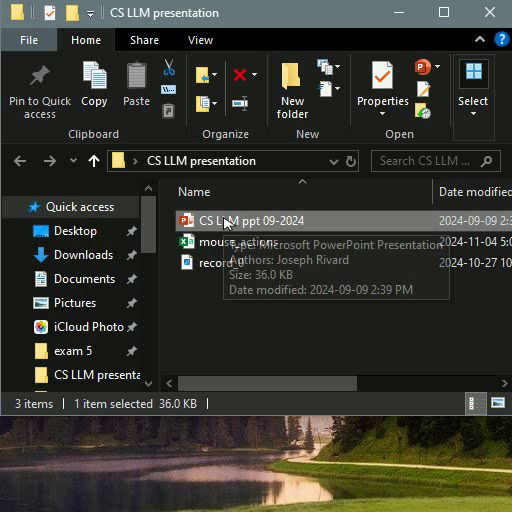 CS LLM presentation
File Home Share View
Pin to Quick access
Copy
Paste
New folder
Properties
Select
Clipboard Organize New Open
CS LLM presentation
Search CS LLM ...
Name Date modified
Quick access
Desktop
Downloads
Documents
Pictures
iCloud Photo
exam 5
CS LLM presenta
CS LLM ppt 09-2024 2024-09-09 2:3
mouse_actions 2024-11-04 5:0
record_0 2024-10-27 10
Type: Microsoft PowerPoint Presentation
Authors: Joseph Rivard
Size: 36.0 KB
Date modified: 2024-09-09 2:39 PM
3 items 1 item selected 36.0 KB